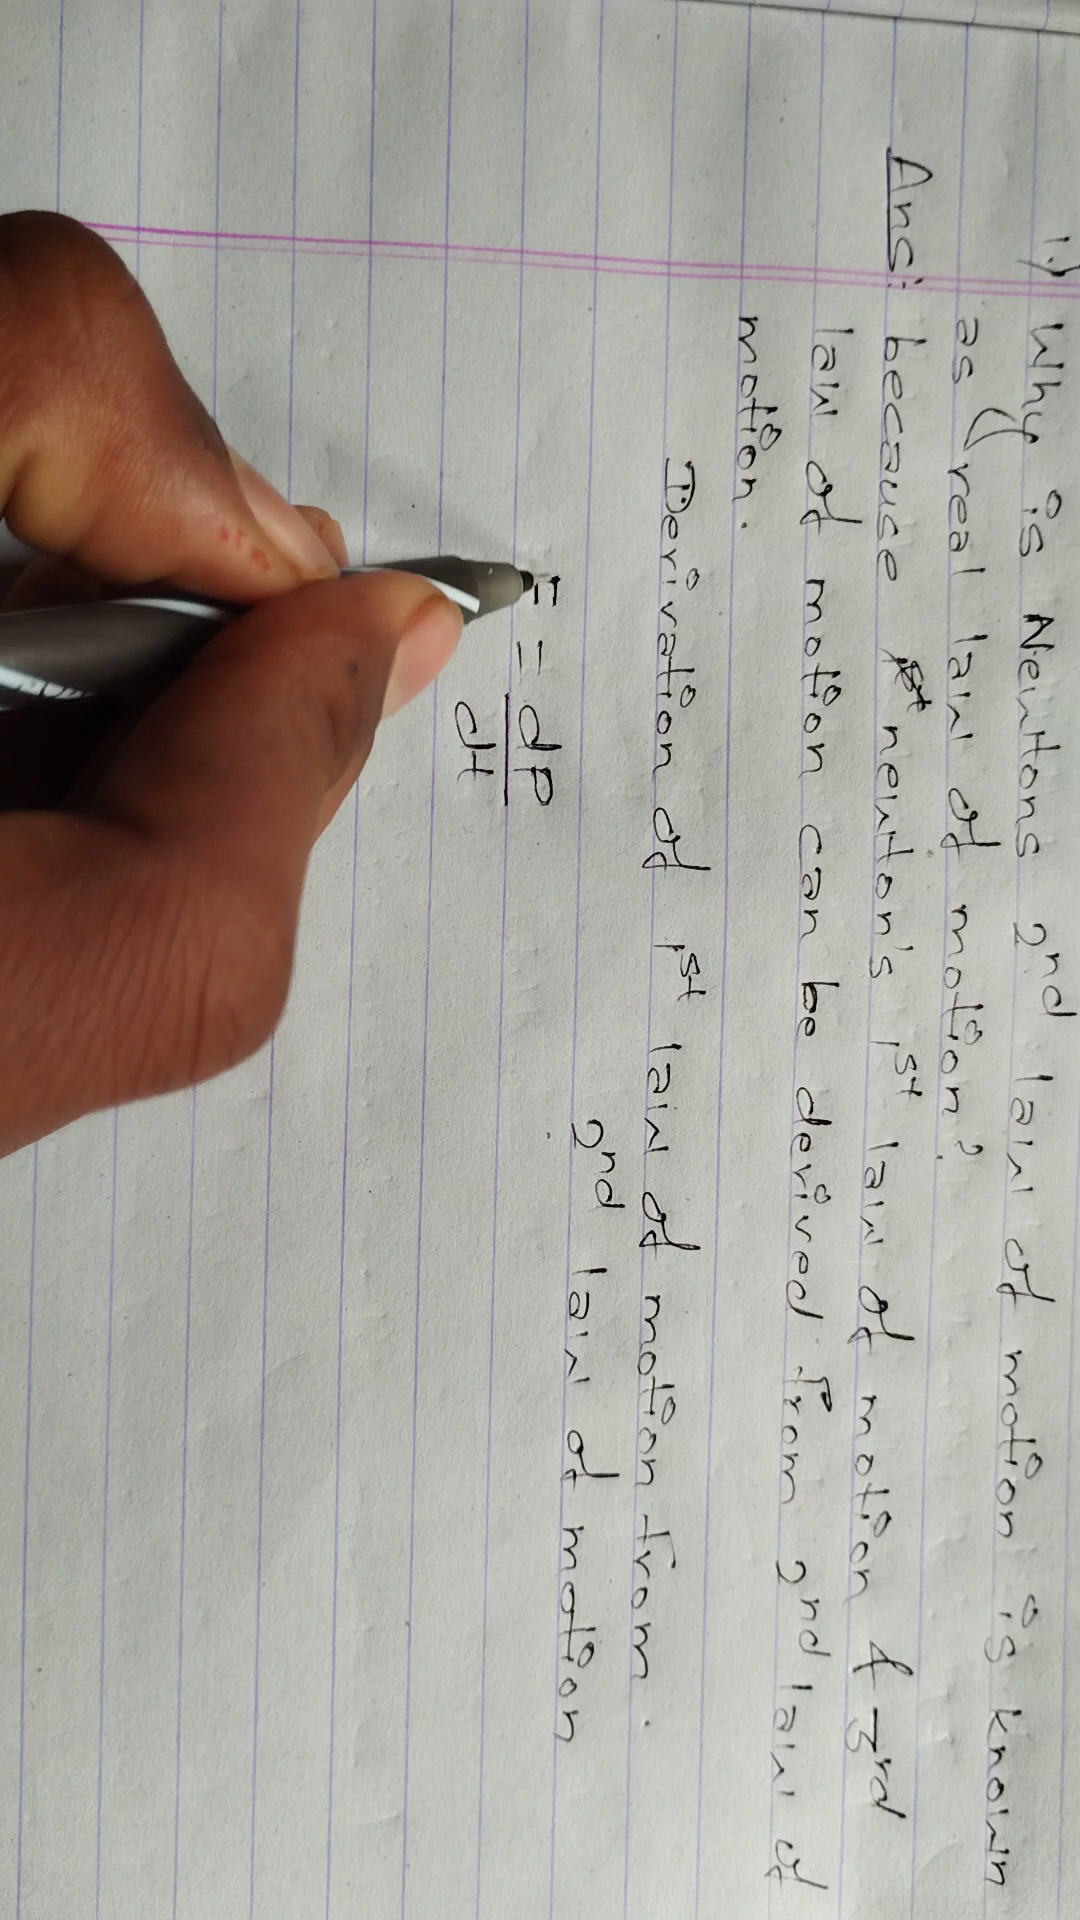 1.) Why is Newtons 2nd law of motion is known
as (real law of motion?
Ans: because newton's 1st law of motion & 3rd
law of motion can be derived from 2nd law of
motion.
Derivation of 1st law of motion from.
2nd law of motion
F = dP
dt